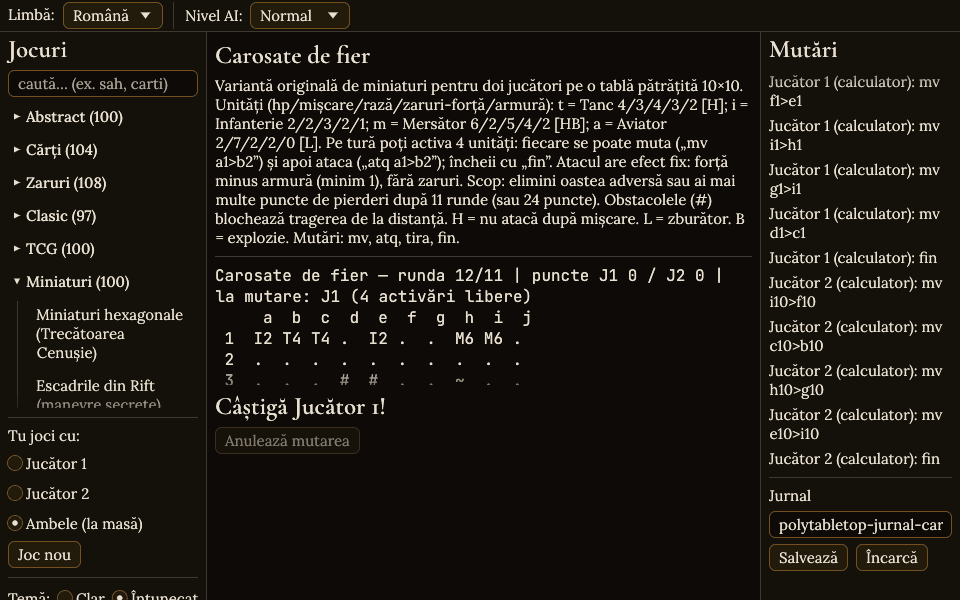 Limbă: Română ▼ Nivel AI: Normal ▼
Jocuri
caută... (ex. sah, carti)
▸ Abstract (100)
▸ Cărți (104)
▸ Zaruri (108)
▸ Clasic (97)
▸ TCG (100)
▾ Miniaturi (100)
Miniaturi hexagonale
(Trecătoarea
Cenușie)
Escadrile din Rift
(manevre secrete)
Tu joci cu:
Jucător 1
Jucător 2
Ambele (la masă)
Joc nou
Temă: Clar Întunecat
Carosate de fier
Variantă originală de miniaturi pentru doi jucători pe o tablă pătrățită 10×10.
Unități (hp/mișcare/rază/zaruri-forță/armură): t = Tanc 4/3/4/3/2 [H]; i =
Infanterie 2/2/3/2/1; m = Mersător 6/2/5/4/2 [HB]; a = Aviator
2/7/2/2/0 [L]. Pe tură poți activa 4 unități: fiecare se poate muta („mv
a1>b2”) și apoi ataca („atq a1>b2”); închei cu „fin”. Atacul are efect fix: forță
minus armură (minim 1), fără zaruri. Scop: elimini oastea adversă sau ai mai
multe puncte de pierderi după 11 runde (sau 24 puncte). Obstacolele (#)
blochează tragerea de la distanță. H = nu atacă după mișcare. L = zburător. B
= explozie. Mutări: mv, atq, tira, fin.
Carosate de fier — runda 12/11 | puncte J1 0 / J2 0 |
la mutare: J1 (4 activări libere)
a b c d e f g h i j
1 I2 T4 T4 . I2 . . M6 M6 .
2 . . . . . . . . . .
3 . . . # # . . ~ . .
Câștigă Jucător 1!
Anulează mutarea
Mutări
Jucător 1 (calculator): mv
f1>e1
Jucător 1 (calculator): mv
i1>h1
Jucător 1 (calculator): mv
g1>i1
Jucător 1 (calculator): mv
d1>c1
Jucător 1 (calculator): fin
Jucător 2 (calculator): mv
i10>f10
Jucător 2 (calculator): mv
c10>b10
Jucător 2 (calculator): mv
h10>g10
Jucător 2 (calculator): mv
e10>i10
Jucător 2 (calculator): fin
Jurnal
polytabletop-jurnal-car
Salvează Încarcă